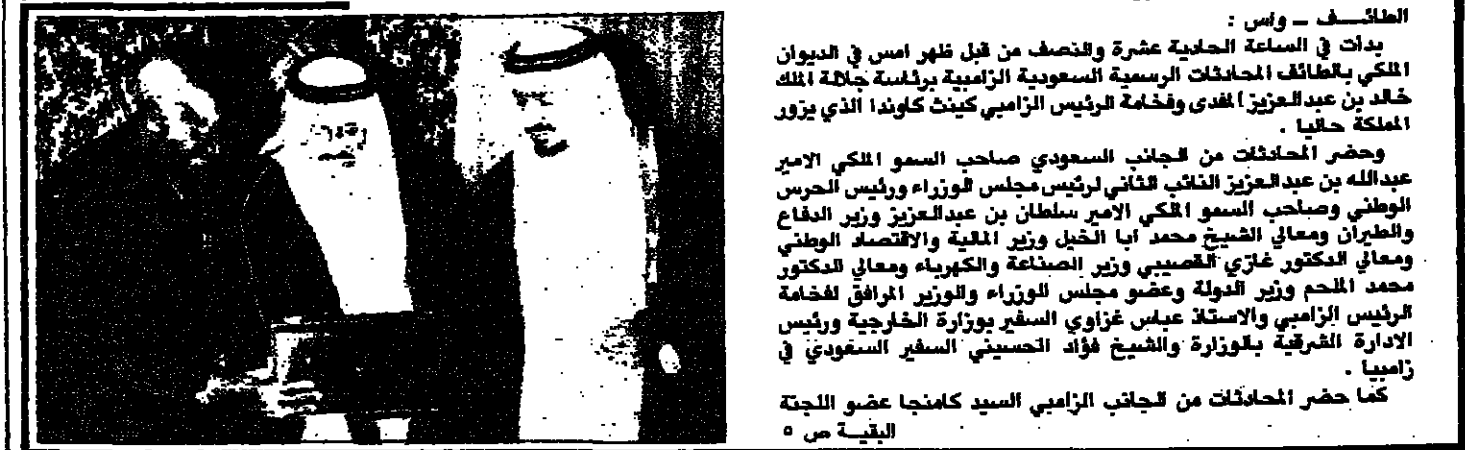 الطائـــف ــ واس :
بدأت في الساعة الحادية عشرة والنصف من قبل ظهر امس في الديوان
الملكي بالطائف المحادثات الرسمية السعودية الزامبية برئاسة جلالة الملك
خالد بن عبدالعزيز المفدى وفخامة الرئيس الزامبي كينث كاوندا الذي يزور
المملكة حاليا .
وحضر المحادثات من الجانب السعودي صاحب السمو الملكي الامير
عبدالله بن عبدالعزيز النائب الثاني لرئيس مجلس الوزراء ورئيس الحرس
الوطني وصاحب السمو الملكي الامير سلطان بن عبدالعزيز وزير الدفاع
والطيران ومعالي الشيخ محمد ابا الخيل وزير المالية والاقتصاد الوطني
ومعالي الدكتور غازي القصيبي وزير الصناعة والكهرباء ومعالي الدكتور
محمد الملحم وزير الدولة وعضو مجلس الوزراء والوزير المرافق لفخامة
الرئيس الزامبي والاستاذ عباس غزاوي السفير بوزارة الخارجية ورئيس
الادارة الشرقية بالوزارة والشيخ فؤاد الحسيني السفير السعودي في
زامبيا .
كما حضر المحادثات من الجانب الزامبي السيد كامنجا عضو اللجنة
البقيـــة ص ٥